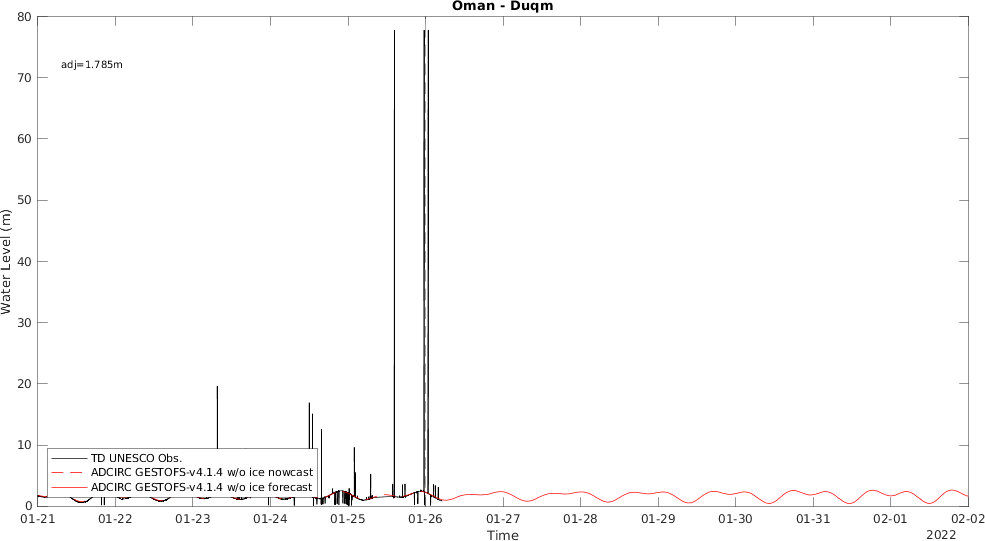 Oman - Duqm
80
70
60
50
40
30
20
10
0
Water Level (m)
adj=1.785m
TD UNESCO Obs.
ADCIRC GESTOFS-v4.1.4 w/o ice nowcast
ADCIRC GESTOFS-v4.1.4 w/o ice forecast
01-21 01-22 01-23 01-24 01-25 01-26 01-27 01-28 01-29 01-30 01-31 02-01 02-02
Time
2022